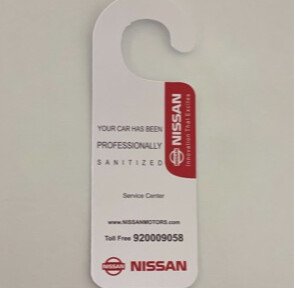 NISSAN
Innovation That Excites
YOUR CAR HAS BEEN
PROFESSIONALLY
SANITIZED
Service Center
www.NISSANMOTORS.com
Toll Free 920009058
NISSAN